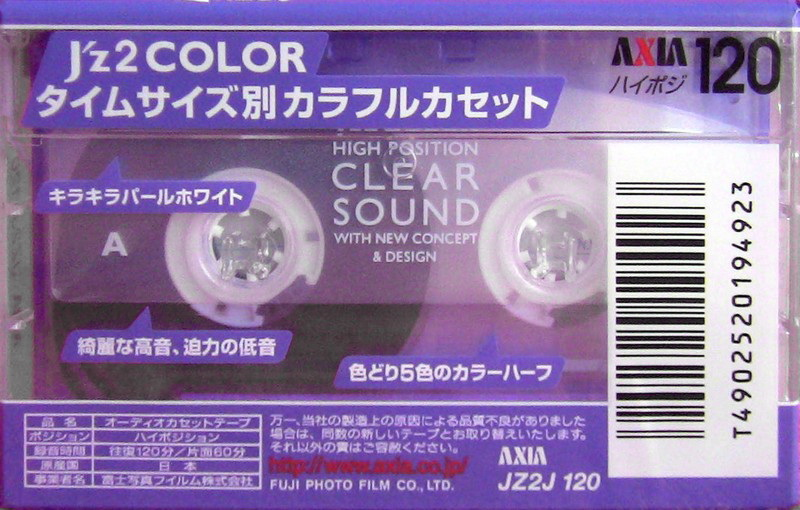 J'z2 COLOR
タイムサイズ別カラフルカセット
AXIA 120
ハイポジ
HIGH POSITION
CLEAR
SOUND
WITH NEW CONCEPT
& DESIGN
キラキラパールホワイト
A
綺麗な高音、迫力の低音
色どり5色のカラーハーフ
T4902520194923
品名 オーディオカセットテープ
ポジション ハイポジション
録音時間 往復120分/片面60分
原産国 日本
事業者名 富士写真フイルム株式会社
万一、当社の製造上の原因による品質不良がありました
場合は、同数の新しいテープとお取り替えいたします。
それ以外の責はご容赦ください。
http://www.axia.co.jp/
FUJI PHOTO FILM CO., LTD.
AXIA
JZ2J 120